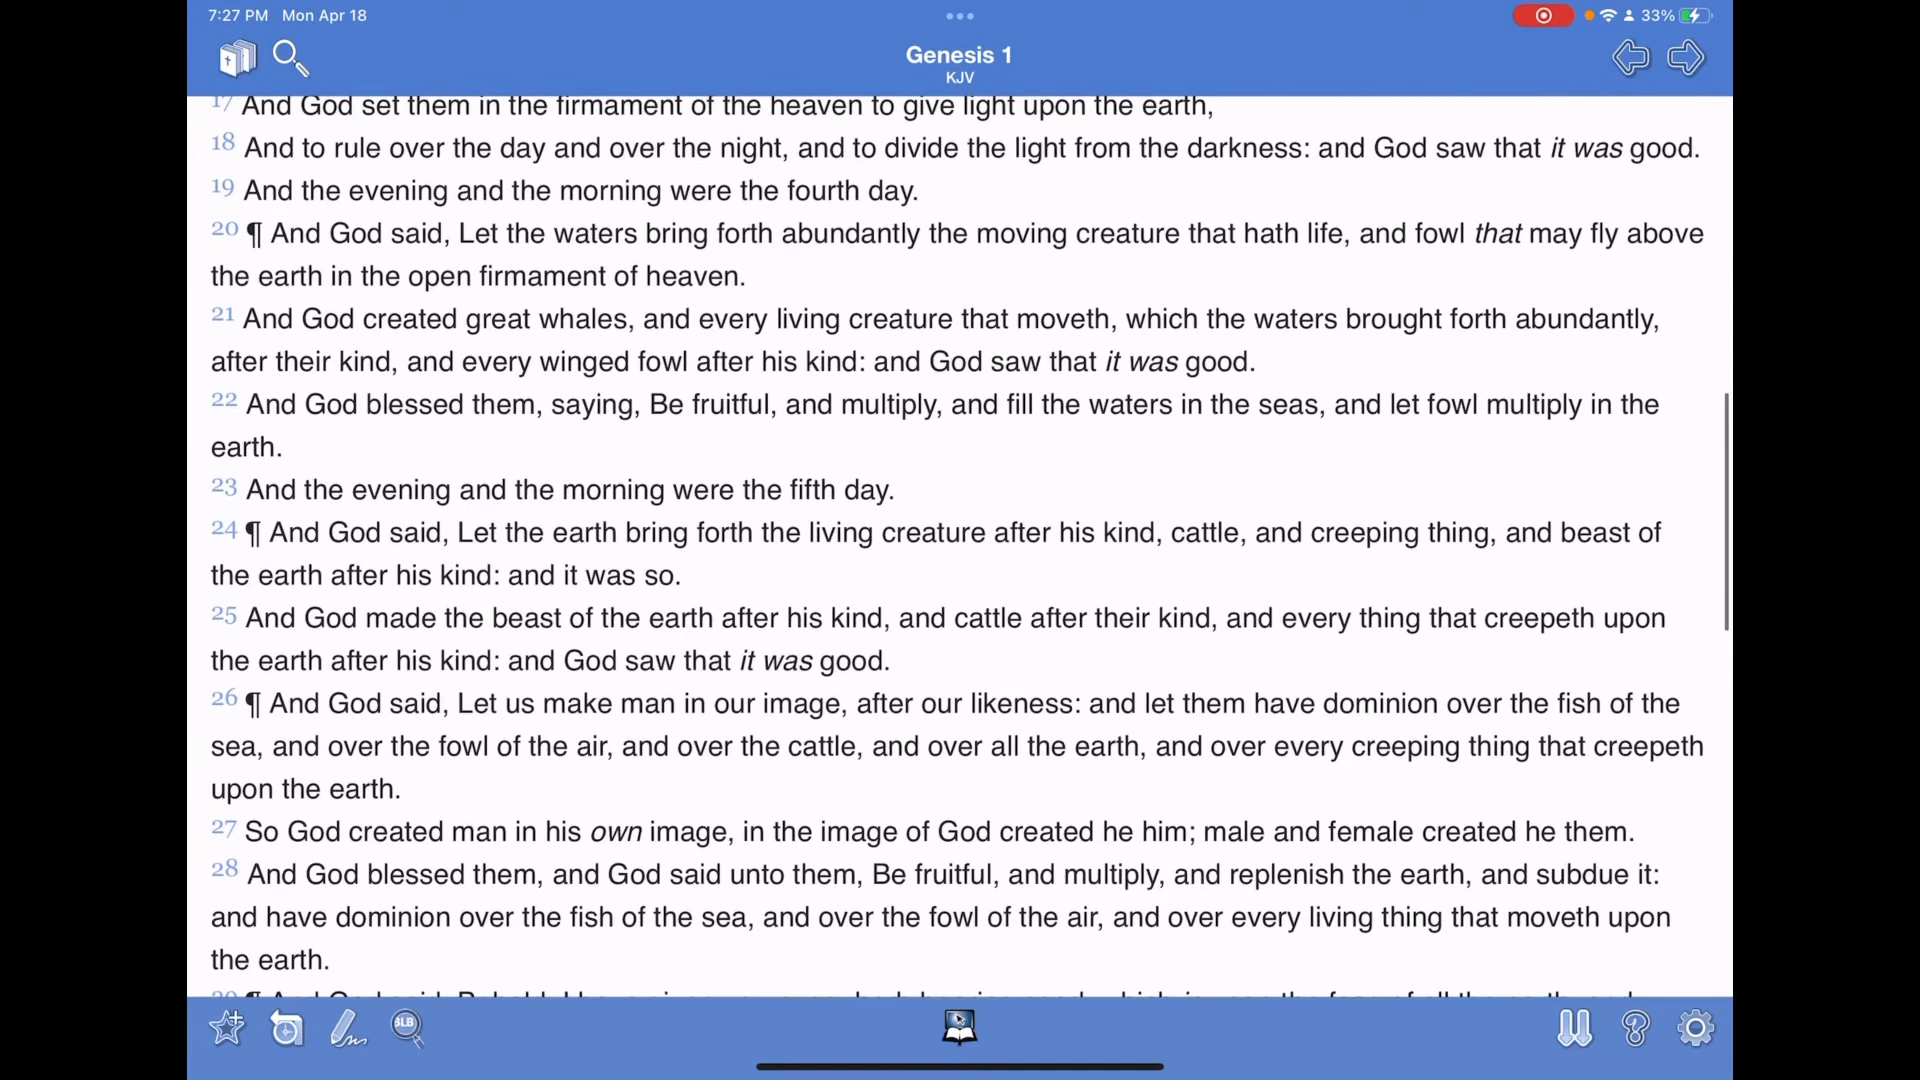 7:27 PM Mon Apr 18
33%
Genesis 1
KJV
17 And God set them in the firmament of the heaven to give light upon the earth,
18 And to rule over the day and over the night, and to divide the light from the darkness: and God saw that it was good.
19 And the evening and the morning were the fourth day.
20 ¶ And God said, Let the waters bring forth abundantly the moving creature that hath life, and fowl that may fly above
the earth in the open firmament of heaven.
21 And God created great whales, and every living creature that moveth, which the waters brought forth abundantly,
after their kind, and every winged fowl after his kind: and God saw that it was good.
22 And God blessed them, saying, Be fruitful, and multiply, and fill the waters in the seas, and let fowl multiply in the
earth.
23 And the evening and the morning were the fifth day.
24 ¶ And God said, Let the earth bring forth the living creature after his kind, cattle, and creeping thing, and beast of
the earth after his kind: and it was so.
25 And God made the beast of the earth after his kind, and cattle after their kind, and every thing that creepeth upon
the earth after his kind: and God saw that it was good.
26 ¶ And God said, Let us make man in our image, after our likeness: and let them have dominion over the fish of the
sea, and over the fowl of the air, and over the cattle, and over all the earth, and over every creeping thing that creepeth
upon the earth.
27 So God created man in his own image, in the image of God created he him; male and female created he them.
28 And God blessed them, and God said unto them, Be fruitful, and multiply, and replenish the earth, and subdue it:
and have dominion over the fish of the sea, and over the fowl of the air, and over every living thing that moveth upon
the earth.
BLB